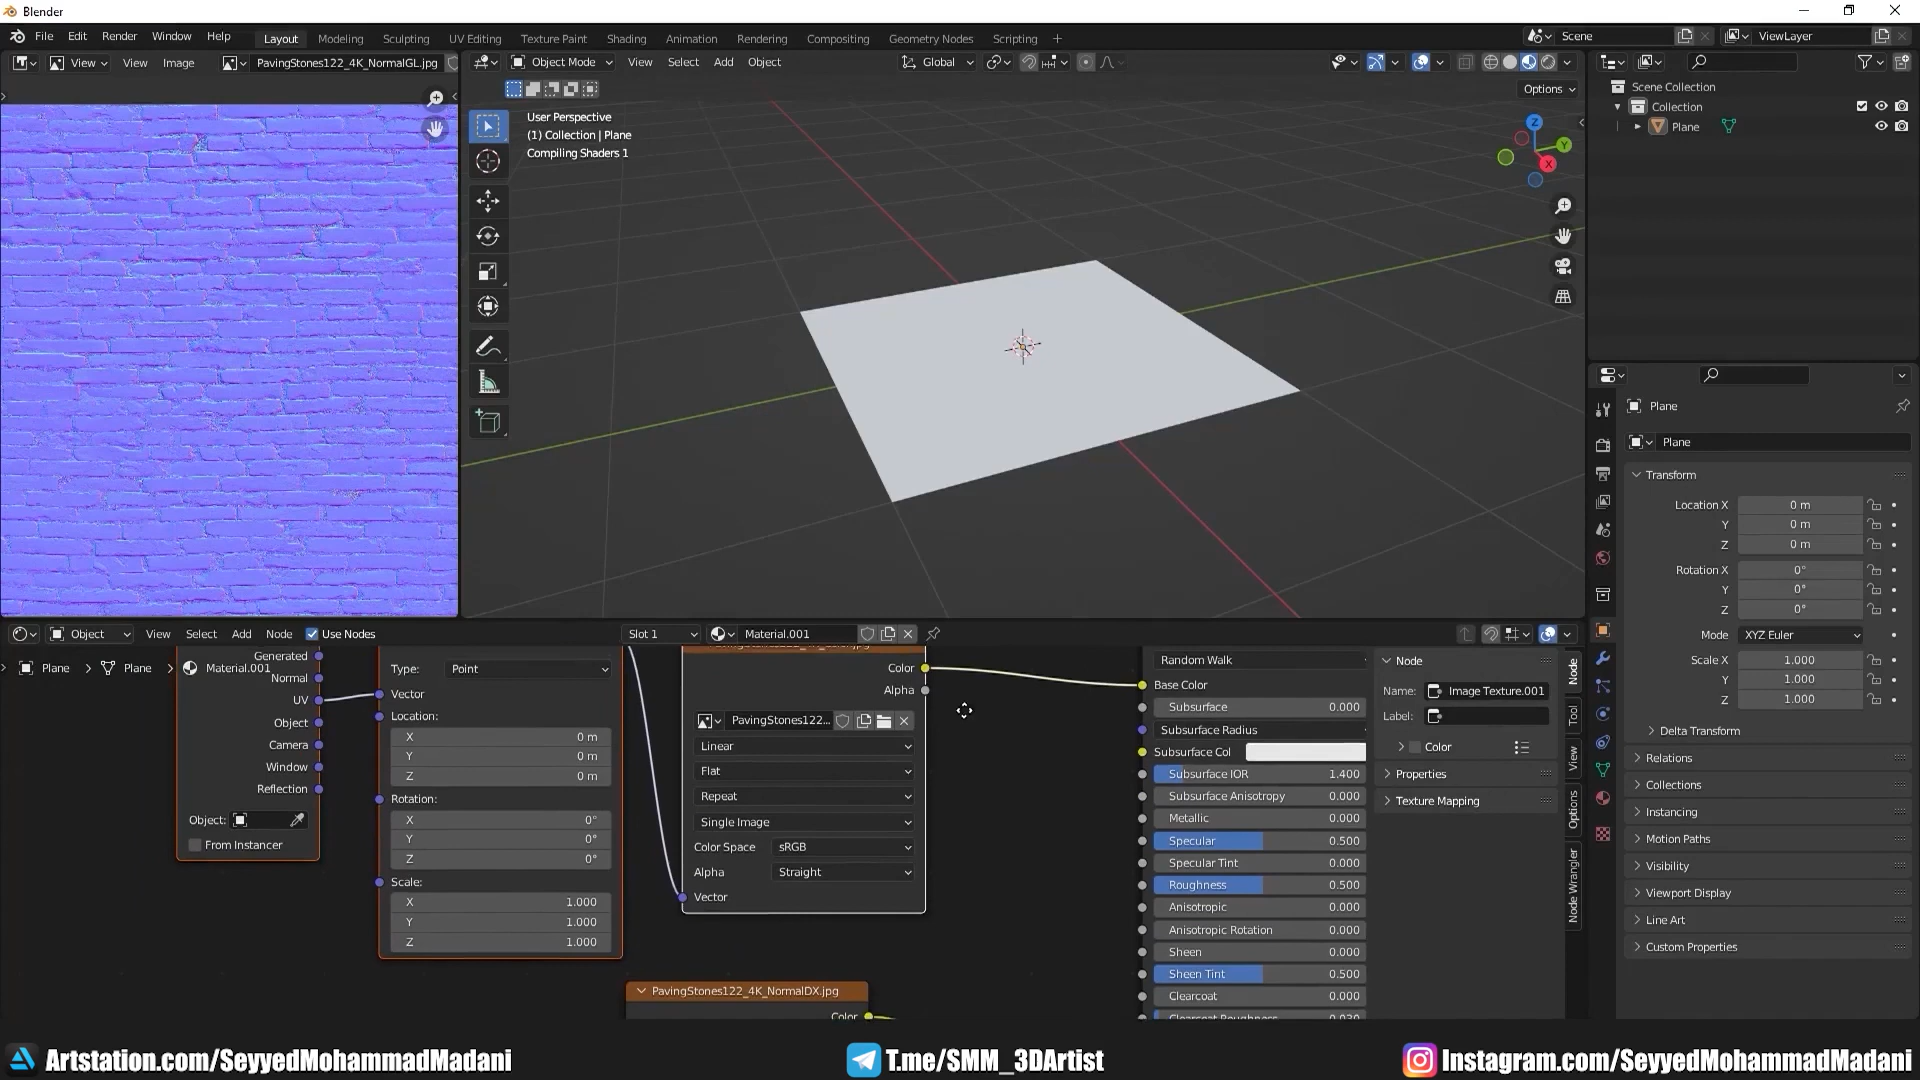 Blender
File Edit Render Window Help
Layout Modeling Sculpting UV Editing Texture Paint Shading Animation Rendering Compositing Geometry Nodes Scripting
Scene
ViewLayer
View View Image PavingStones122_4K_NormalGL.jpg
Object Mode View Select Add Object Global
Options
User Perspective
(1) Collection | Plane
Compiling Shaders 1
Z
Y
X
Scene Collection
Collection
Plane
Plane
Plane
Transform
Location X 0 m
Y 0 m
Z 0 m
Rotation X 0°
Y 0°
Z 0°
Mode XYZ Euler
Scale X 1.000
Y 1.000
Z 1.000
Delta Transform
Relations
Collections
Instancing
Motion Paths
Visibility
Viewport Display
Line Art
Custom Properties
Object View Select Add Node Use Nodes Slot 1 Material.001
Plane Plane Material.001
Generated
Normal
UV
Object
Camera
Window
Reflection
Object:
From Instancer
Type: Point
Vector
Location:
X 0 m
Y 0 m
Z 0 m
Rotation:
X 0°
Y 0°
Z 0°
Scale:
X 1.000
Y 1.000
Z 1.000
Color
Alpha
PavingStones122...
Linear
Flat
Repeat
Single Image
Color Space sRGB
Alpha Straight
Vector
PavingStones122_4K_NormalDX.jpg
Color
Random Walk
Base Color
Subsurface 0.000
Subsurface Radius
Subsurface Col
Subsurface IOR 1.400
Subsurface Anisotropy 0.000
Metallic 0.000
Specular 0.500
Specular Tint 0.000
Roughness 0.500
Anisotropic 0.000
Anisotropic Rotation 0.000
Sheen 0.000
Sheen Tint 0.500
Clearcoat 0.000
Clearcoat Roughness 0.030
Node
Name: Image Texture.001
Label:
Color
Properties
Texture Mapping
Node
Tool
View
Options
Node Wrangler
Artstation.com/SeyyedMohammadMadani
T.me/SMM_3DArtist
Instagram.com/SeyyedMohammadMadani